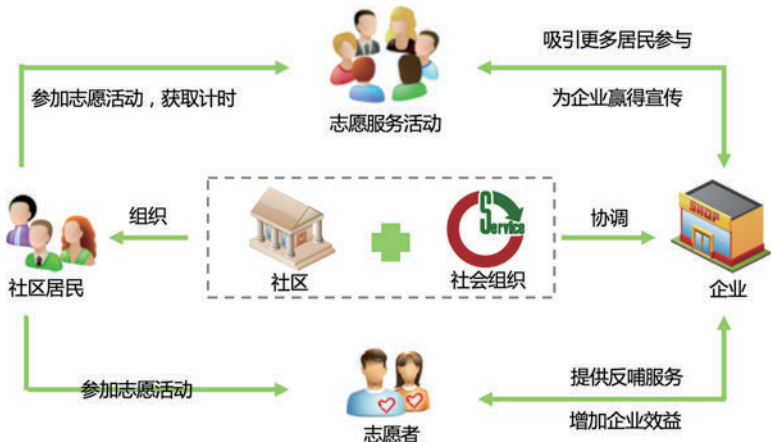 吸引更多居民参与
参加志愿活动，获取计时
为企业赢得宣传
志愿服务活动
组织
Service
SHOP
协调
社区
社会组织
社区居民
企业
参加志愿活动
提供反哺服务
增加企业效益
志愿者